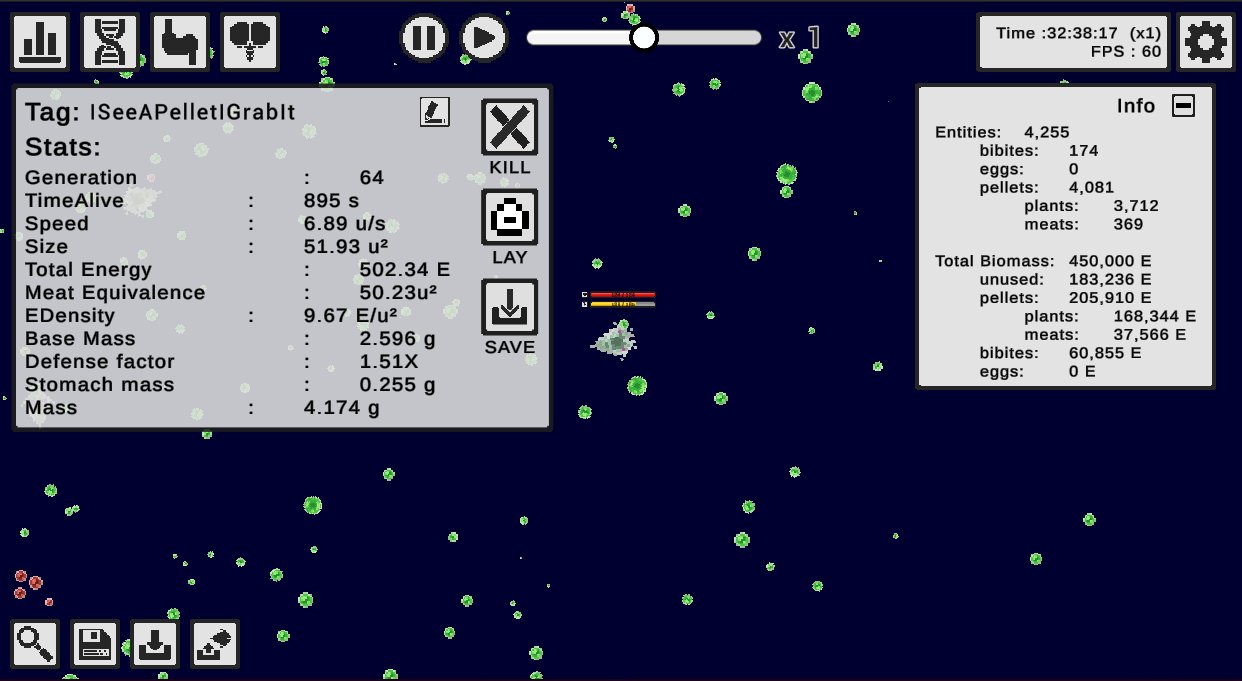 x 1
Time :32:38:17 (x1)
FPS : 60
Tag: ISeeAPelletIGrabIt
Stats:
Generation : 64
TimeAlive : 895 s
Speed : 6.89 u/s
Size : 51.93 u²
Total Energy : 502.34 E
Meat Equivalence : 50.23u²
EDensity : 9.67 E/u²
Base Mass : 2.596 g
Defense factor : 1.51X
Stomach mass : 0.255 g
Mass : 4.174 g
KILL
LAY
SAVE
Info
Entities: 4,255
bibites: 174
eggs: 0
pellets: 4,081
plants: 3,712
meats: 369
Total Biomass: 450,000 E
unused: 183,236 E
pellets: 205,910 E
plants: 168,344 E
meats: 37,566 E
bibites: 60,855 E
eggs: 0 E